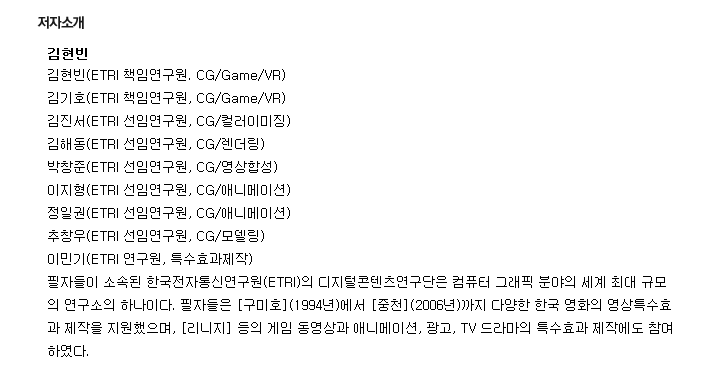 저자소개
김현빈
김현빈(ETRI 책임연구원. CG/Game/VR)
김기호(ETRI 책임연구원, CG/Game/VR)
김진서(ETRI 선임연구원, CG/컬러이미징)
김해동(ETRI 선임연구원, CG/렌더링)
박창준(ETRI 선임연구원, CG/영상합성)
이지형(ETRI 선임연구원, CG/애니메이션)
정일권(ETRI 선임연구원, CG/애니메이션)
추창우(ETRI 선임연구원, CG/모델링)
이민기(ETRI 연구원, 특수효과제작)
필자들이 소속된 한국전자통신연구원(ETRI)의 디지털콘텐츠연구단은 컴퓨터 그래픽 분야의 세계 최대 규모
의 연구소의 하나이다. 필자들은 [구미호](1994년)에서 [중천](2006년)까지 다양한 한국 영화의 영상특수효
과 제작을 지원했으며, [리니지] 등의 게임 동영상과 애니메이션, 광고, TV 드라마의 특수효과 제작에도 참여
하였다.